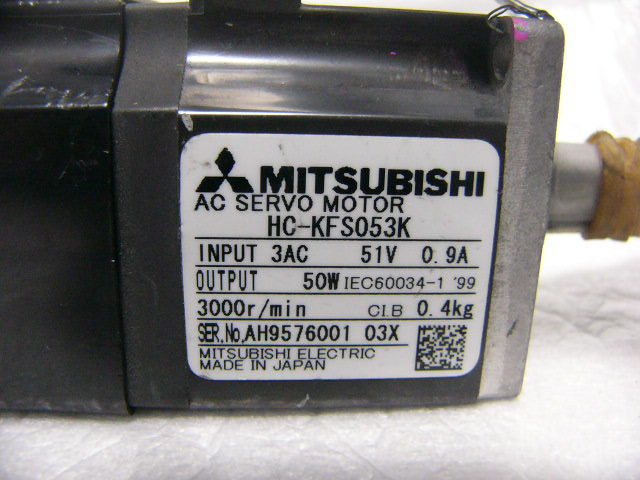 MITSUBISHI
AC SERVO MOTOR
HC-KFS053K
INPUT 3AC 51V 0.9A
OUTPUT 50W IEC60034-1 '99
3000r/min CI.B 0.4kg
SER.No.AH9576001 03X
MITSUBISHI ELECTRIC
MADE IN JAPAN